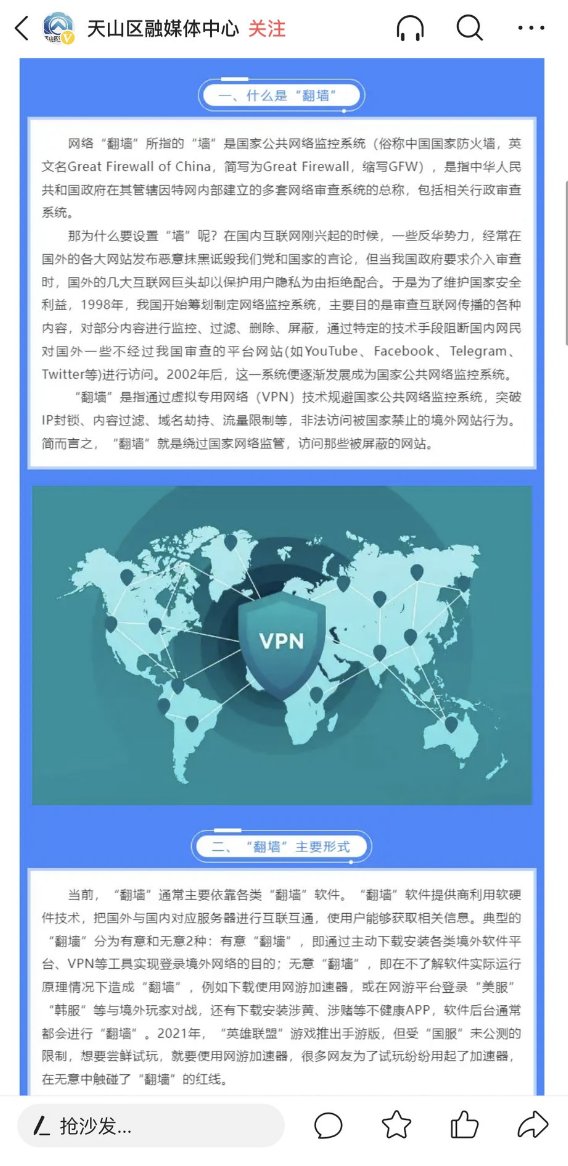 天山区融媒体中心 关注
一、什么是“翻墙”
网络“翻墙”所指的“墙”是国家公共网络监控系统（俗称中国国家防火墙，英
文名Great Firewall of China，简写为Great Firewall，缩写GFW），是指中华人民
共和国政府在其管辖因特网内部建立的多套网络审查系统的总称，包括相关行政审查
系统。
那为什么要设置“墙”呢？在国内互联网刚兴起的时候，一些反华势力，经常在
国外的各大网站发布恶意抹黑诋毁我们党和国家的言论，但当我国政府要求介入审查
时，国外的几大互联网巨头却以保护用户隐私为由拒绝配合。于是为了维护国家安全
利益，1998年，我国开始筹划制定网络监控系统，主要目的是审查互联网传播的各种
内容，对部分内容进行监控、过滤、删除、屏蔽，通过特定的技术手段阻断国内网民
对国外一些不经过我国审查的平台网站(如YouTube、Facebook、Telegram、
Twitter等)进行访问。2002年后，这一系统便逐渐发展成为国家公共网络监控系统。
“翻墙”是指通过虚拟专用网络（VPN）技术规避国家公共网络监控系统，突破
IP封锁、内容过滤、域名劫持、流量限制等，非法访问被国家禁止的境外网站行为。
简而言之，“翻墙”就是绕过国家网络监管，访问那些被屏蔽的网站。
VPN
二、“翻墙”主要形式
当前，“翻墙”通常主要依靠各类“翻墙”软件。“翻墙”软件提供商利用软硬
件技术，把国外与国内对应服务器进行互联互通，使用户能够获取相关信息。典型的
“翻墙”分为有意和无意2种：有意“翻墙”，即通过主动下载安装各类境外软件平
台、VPN等工具实现登录境外网络的目的；无意“翻墙”，即在不了解软件实际运行
原理情况下造成“翻墙”，例如下载使用网游加速器，或在网游平台登录“美服”
“韩服”等与境外玩家对战，还有下载安装涉黄、涉赌等不健康APP，软件后台通常
都会进行“翻墙”。2021年，“英雄联盟”游戏推出手游版，但受“国服”未公测的
限制，想要尝鲜试玩，就要使用网游加速器，很多网友为了试玩纷纷用起了加速器，
在无意中触碰了“翻墙”的红线。
抢沙发...